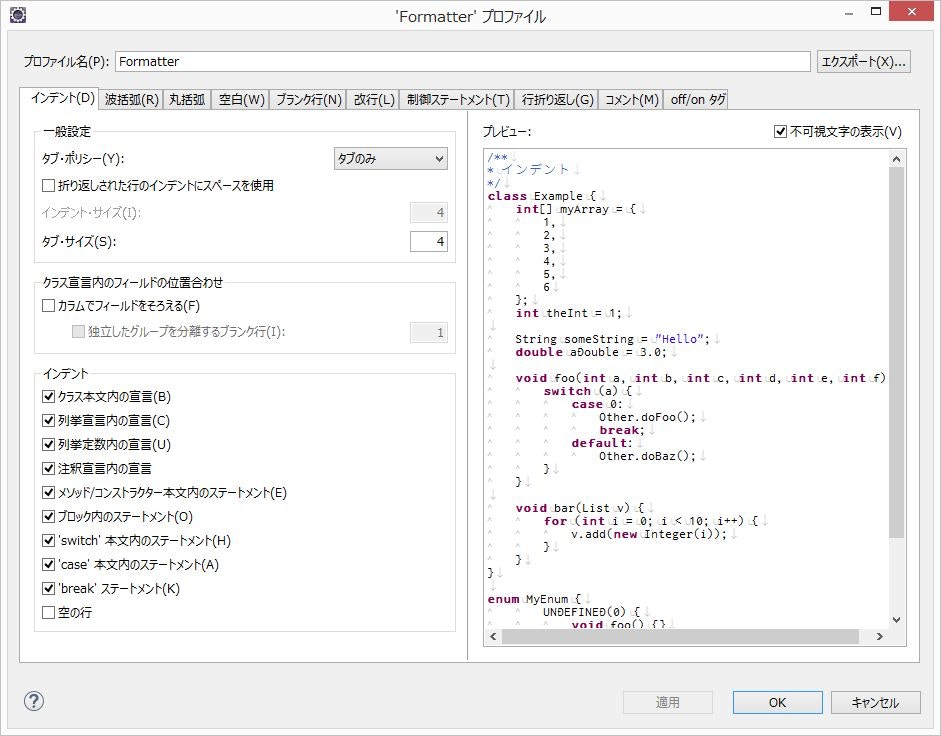 'Formatter' プロファイル
プロファイル名(P): Formatter エクスポート(X)...
インデント(D) 波括弧(R) 丸括弧 空白(W) ブランク行(N) 改行(L) 制御ステートメント(T) 行折り返し(G) コメント(M) off/on タグ
一般設定
タブ・ポリシー(Y): タブのみ
折り返しされた行のインデントにスペースを使用
インデント・サイズ(I): 4
タブ・サイズ(S): 4
クラス宣言内のフィールドの位置合わせ
カラムでフィールドをそろえる(F)
独立したグループを分離するブランク行(I): 1
インデント
クラス本文内の宣言(B)
列挙宣言内の宣言(C)
列挙定数内の宣言(U)
注釈宣言内の宣言
メソッド/コンストラクター本文内のステートメント(E)
ブロック内のステートメント(O)
'switch' 本文内のステートメント(H)
'case' 本文内のステートメント(A)
'break' ステートメント(K)
空の行
プレビュー: 不可視文字の表示(V)
/**
* インデント
*/
class Example {
int[] myArray = {
1,
2,
3,
4,
5,
6
};
int theInt = 1;
String someString = "Hello";
double aDouble = 3.0;
void foo(int a, int b, int c, int d, int e, int f)
switch (a) {
case 0:
Other.doFoo();
break;
default:
Other.doBaz();
}
}
void bar(List v) {
for (int i = 0; i < 10; i++) {
v.add(new Integer(i));
}
}
}
enum MyEnum {
UNDEFINED(0) {
void foo() {}
適用 OK キャンセル